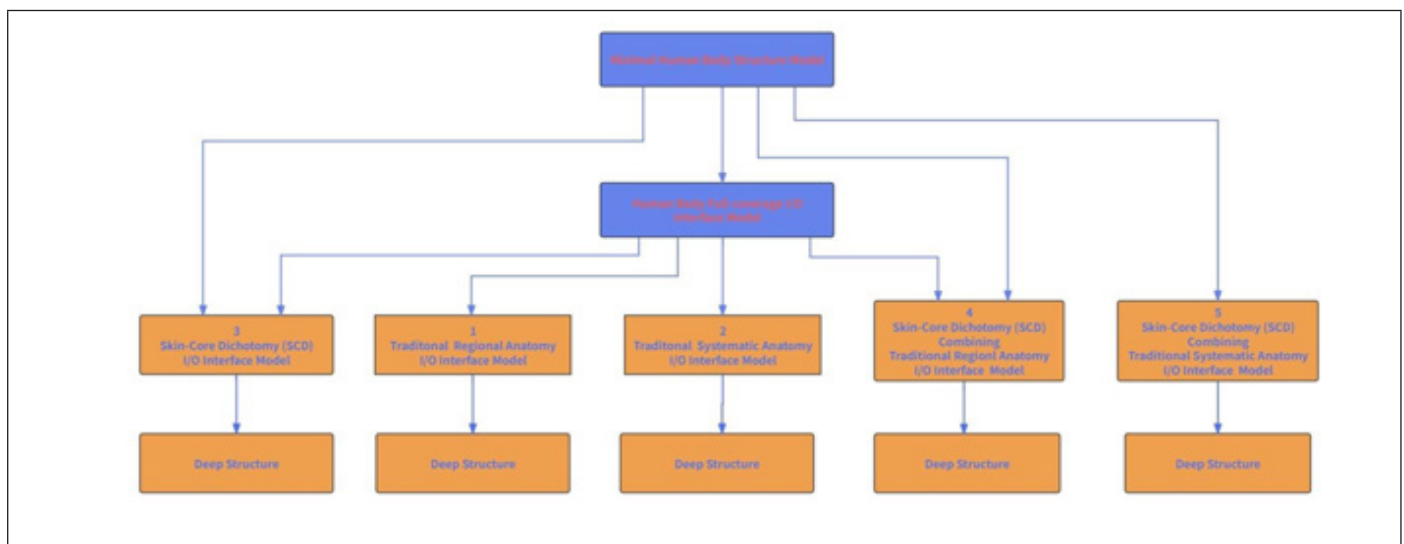 Minimal Human Body Structure Model
Human Body Full-coverage I/O
Interface Model
3
Skin-Core Dichotomy (SCD)
I/O Interface Model
1
Traditonal Regional Anatomy
I/O Interface Model
2
Traditonal Systematic Anatomy
I/O Interface Model
4
Skin-Core Dichotomy (SCD)
Combining
Traditional Regionl Anatomy
I/O Interface Model
5
Skin-Core Dichotomy (SCD)
Combining
Traditional Systematic Anatomy
I/O Interface Model
Deep Structure
Deep Structure
Deep Structure
Deep Structure
Deep Structure